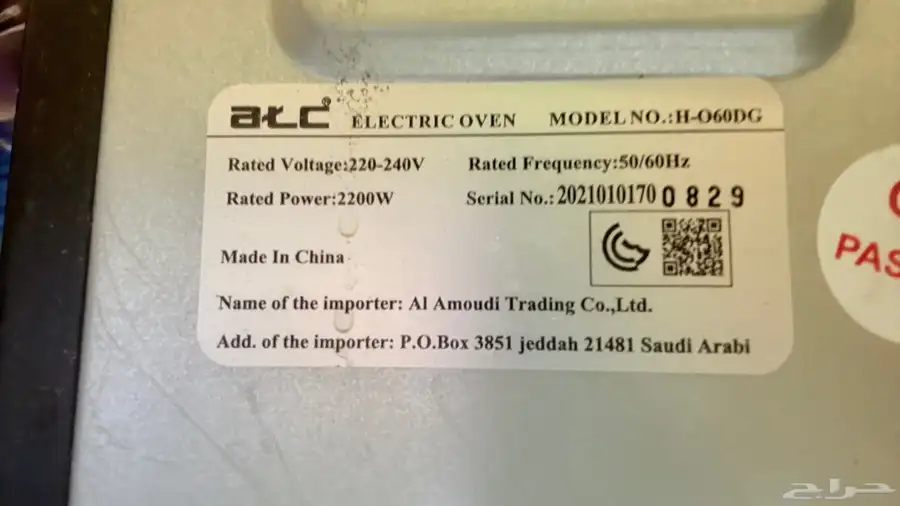 atc® ELECTRIC OVEN MODEL NO.:H-O60DG
Rated Voltage:220-240V Rated Frequency:50/60Hz
Rated Power:2200W Serial No.: 2021010170 0829
Made In China
Name of the importer: Al Amoudi Trading Co.,Ltd.
Add. of the importer: P.O.Box 3851 jeddah 21481 Saudi Arabi
PAS
حراج